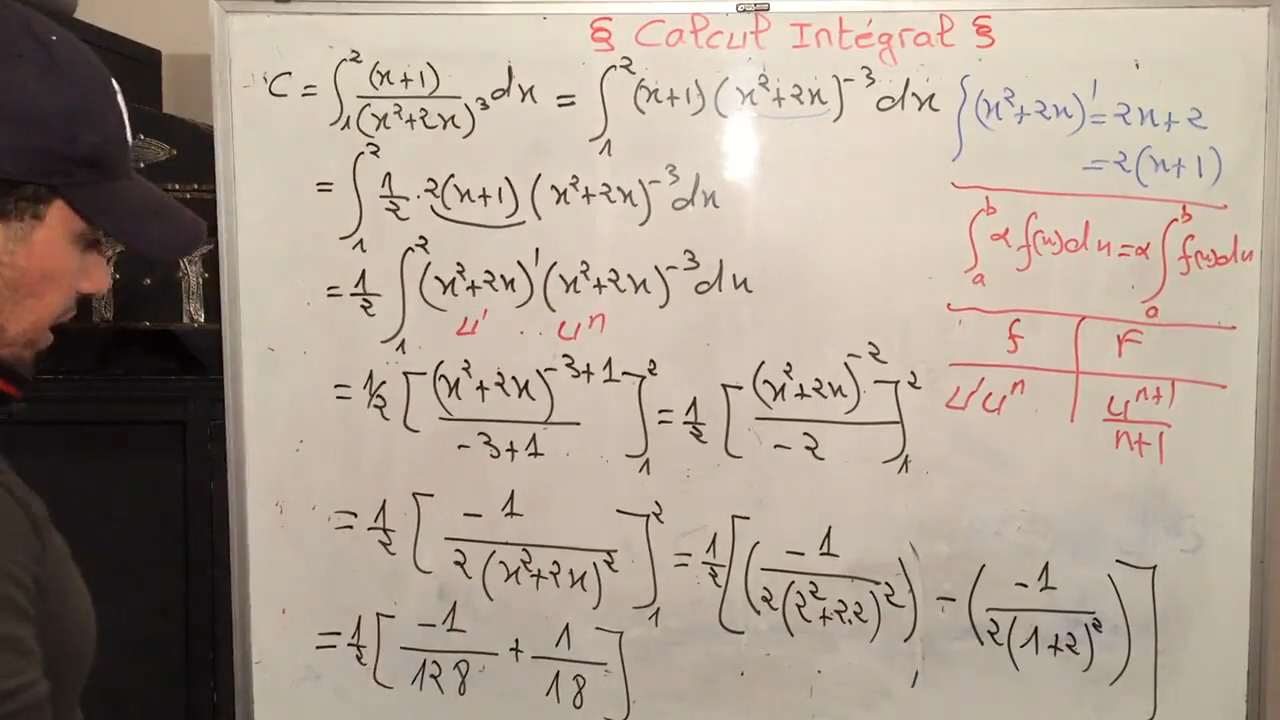 § Calcul Intégral §
C = ∫₁² (x+1)/(x²+2x)³ dx = ∫₁² (x+1)(x²+2x)⁻³ dx
= ∫₁² 1/2 · 2(x+1)(x²+2x)⁻³ dx
= 1/2 ∫₁² (x²+2x)'(x²+2x)⁻³ dx
u' .. uⁿ
= 1/2 [(x²+2x)⁻³⁺¹/(-3+1)]₁² = 1/2 [(x²+2x)⁻²/(-2)]₁²
= 1/2 [-1/(2(x²+2x)²)]₁² = 1/2 [(-1/(2(2²+2.2)²)) - (-1/(2(1+2)²))]
= 1/2 [-1/128 + 1/18]
(x²+2x)' = 2x+2
= 2(x+1)
∫ₐᵇ α f(x)dx = α ∫ₐᵇ f(x)dx
f F
u'uⁿ uⁿ⁺¹/(n+1)